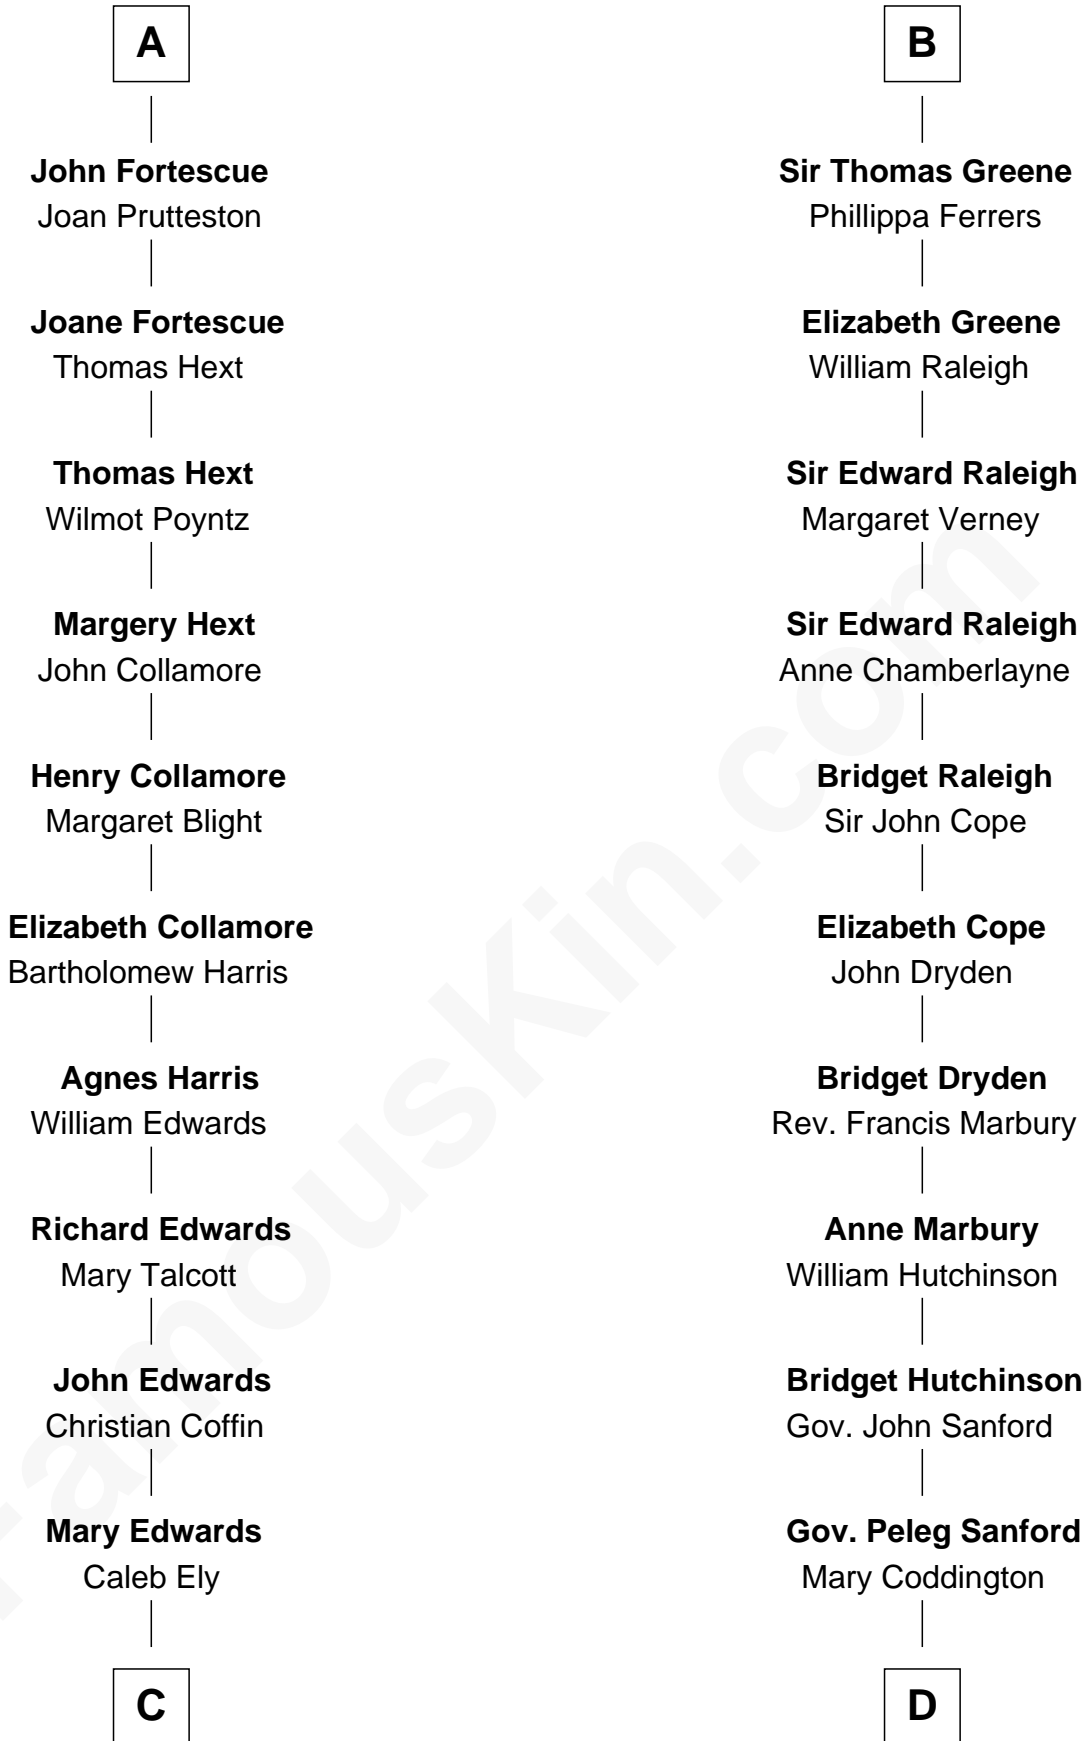 A
John Fortescue
Joan Prutteston
Joane Fortescue
Thomas Hext
Thomas Hext
Wilmot Poyntz
Margery Hext
John Collamore
Henry Collamore
Margaret Blight
Elizabeth Collamore
Bartholomew Harris
Agnes Harris
William Edwards
Richard Edwards
Mary Talcott
John Edwards
Christian Coffin
Mary Edwards
Caleb Ely
C
B
Sir Thomas Greene
Phillippa Ferrers
Elizabeth Greene
William Raleigh
Sir Edward Raleigh
Margaret Verney
Sir Edward Raleigh
Anne Chamberlayne
Bridget Raleigh
Sir John Cope
Elizabeth Cope
John Dryden
Bridget Dryden
Rev. Francis Marbury
Anne Marbury
William Hutchinson
Bridget Hutchinson
Gov. John Sanford
Gov. Peleg Sanford
Mary Coddington
D
FamousKin.com